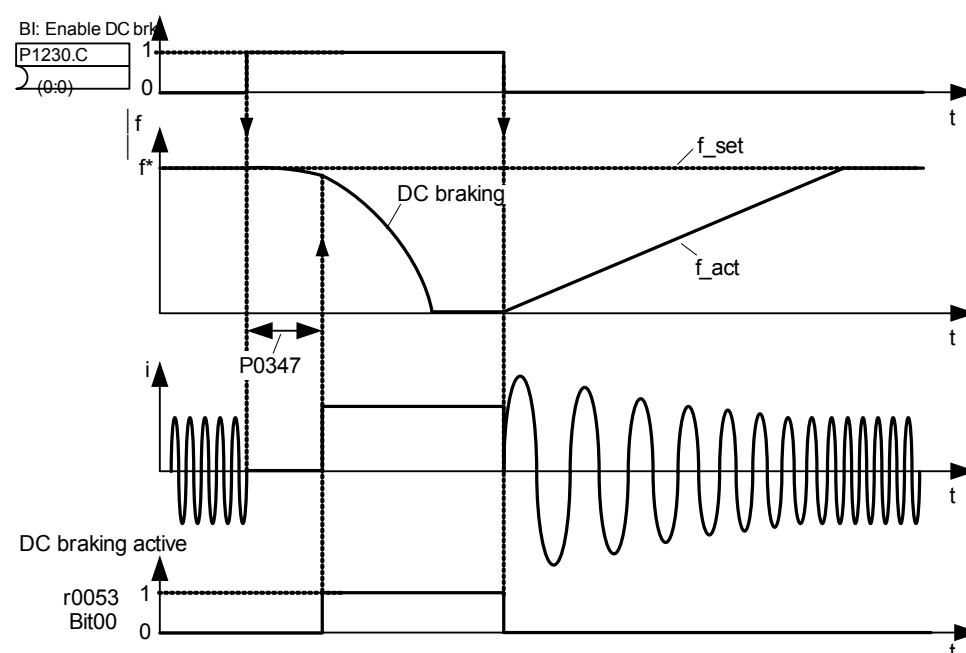 BI: Enable DC brk.
P1230.C
(0:0)
1
0
t
|f|
f*
f_set
DC braking
f_act
t
P0347
i
t
DC braking active
r0053
Bit00
1
0
t